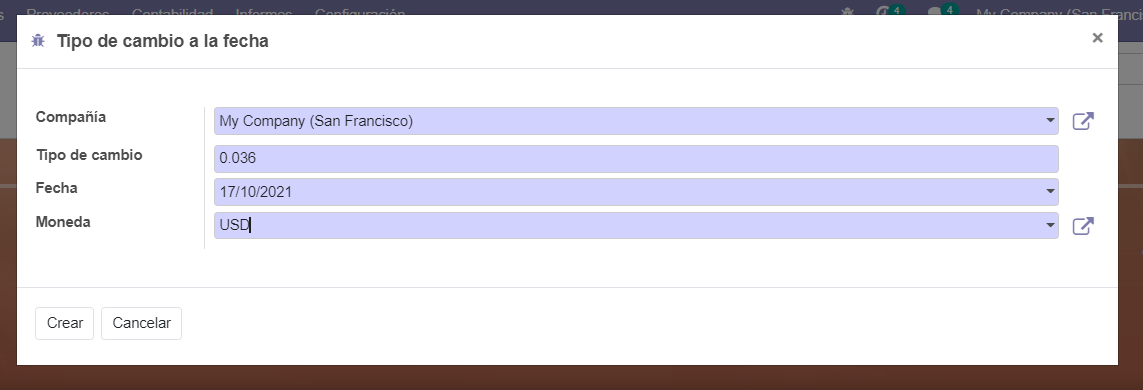 Proveedores Contabilidad Informes Configuración 4 4 My Company (San Franci
Tipo de cambio a la fecha ×
Compañía My Company (San Francisco)
Tipo de cambio 0.036
Fecha 17/10/2021
Moneda USD
Crear Cancelar